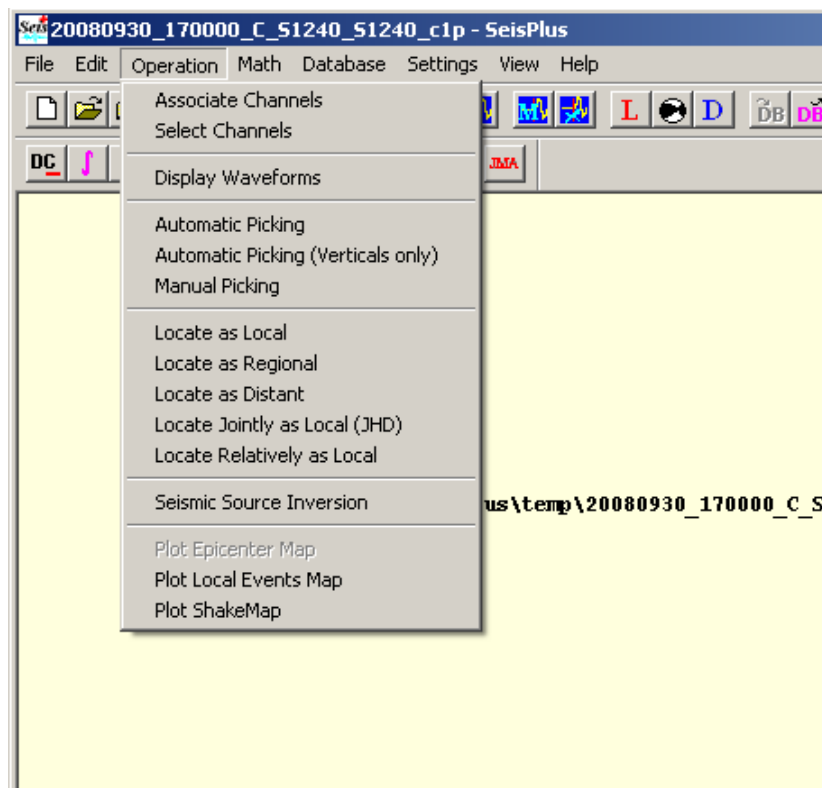 Seis 20080930_170000_C_S1240_S1240_c1p - SeisPlus
File Edit Operation Math Database Settings View Help
L D DB DB
DC JMA
Associate Channels
Select Channels
Display Waveforms
Automatic Picking
Automatic Picking (Verticals only)
Manual Picking
Locate as Local
Locate as Regional
Locate as Distant
Locate Jointly as Local (JHD)
Locate Relatively as Local
Seismic Source Inversion
us\temp\20080930_170000_C_S
Plot Epicenter Map
Plot Local Events Map
Plot ShakeMap